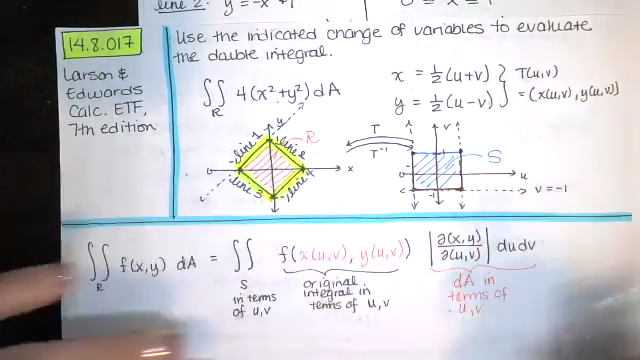 line 2: y = -x +1
14.8.017
Larson &
Edwards
Calc. ETF,
7th edition
Use the indicated change of variables to evaluate
the double integral.
∫∫ 4(x²+y²) dA
R
x = ½(u+v)
y = ½(u-v)
T(u,v)
= (x(u,v), y(u,v))
y
line 1
line 2
line 3
line 4
R
x
T
T⁻¹
v
S
u
v = -1
∫∫ f(x,y) dA = ∫∫ f(x(u,v), y(u,v)) |∂(x,y)/∂(u,v)| du dv
R
S
in terms
of u,v
original
integral in
terms of u,v
dA in
terms of
u,v